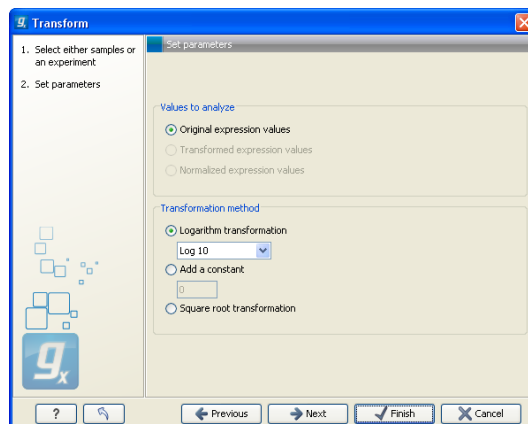 Transform
1. Select either samples or
an experiment
2. Set parameters
Set parameters
Values to analyze
Original expression values
Transformed expression values
Normalized expression values
Transformation method
Logarithm transformation
Log 10
Add a constant
0
Square root transformation
gx
?
Previous
Next
Finish
Cancel